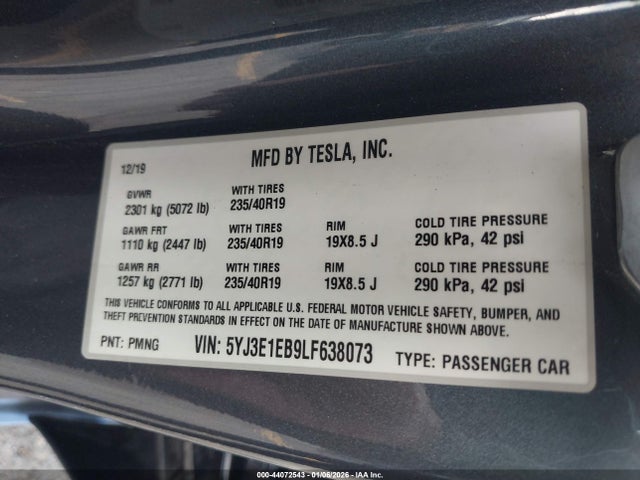 MFD BY TESLA, INC.
12/19
GVWR WITH TIRES
2301 kg (5072 lb) 235/40R19
GAWR FRT WITH TIRES RIM COLD TIRE PRESSURE
1110 kg (2447 lb) 235/40R19 19X8.5 J 290 kPa, 42 psi
GAWR RR WITH TIRES RIM COLD TIRE PRESSURE
1257 kg (2771 lb) 235/40R19 19X8.5 J 290 kPa, 42 psi
THIS VEHICLE CONFORMS TO ALL APPLICABLE U.S. FEDERAL MOTOR VEHICLE SAFETY, BUMPER, AND
THEFT PREVENTION STANDARDS IN EFFECT ON THE DATE OF MANUFACTURE SHOWN ABOVE.
PNT: PMNG VIN: 5YJ3E1EB9LF638073 TYPE: PASSENGER CAR
000-44072543 - 01/06/2026 - IAA Inc.